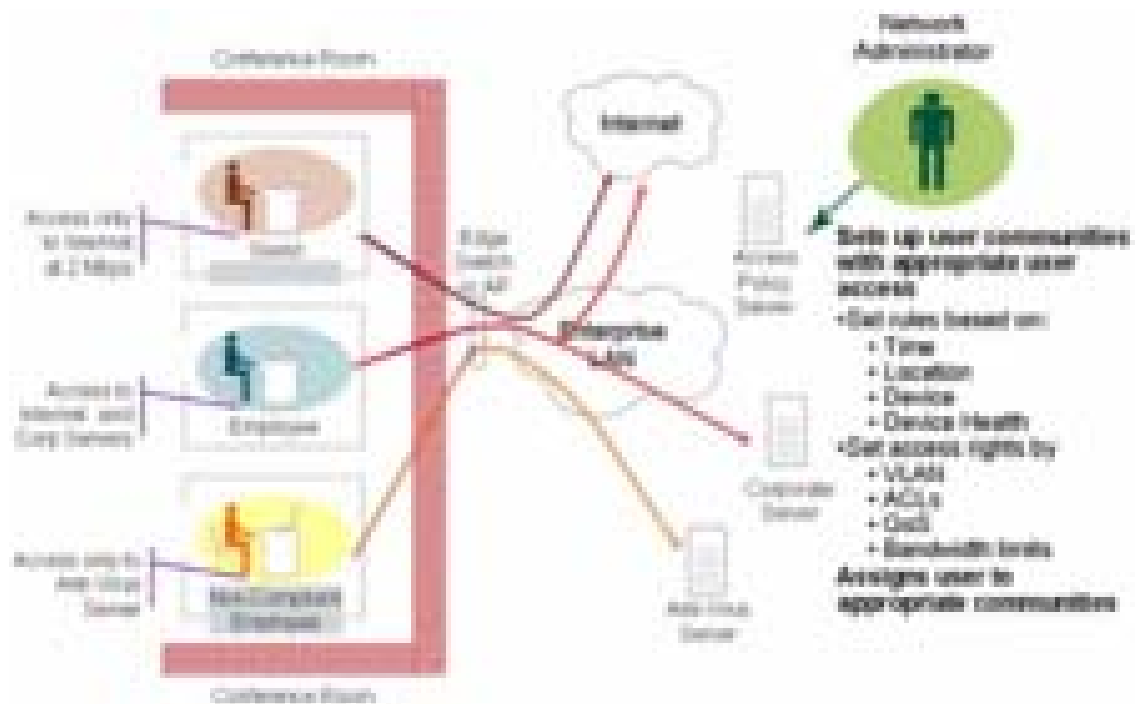 Conference Room
Network
Administrator
Internet
Access only
to Internet
at 2 Mbps
Guest
Edge
Switch
or AP
Access
Policy
Server
Sets up user communities
with appropriate user
access
•Set rules based on:
• Time
• Location
• Device
• Device Health
•Set access rights by
• VLAN
• ACLs
• QoS
• Bandwidth limits
Assigns user to
appropriate communities
Enterprise
LAN
Access to
Internet and
Corp Servers
Employee
Corporate
Server
Access only to
Anti Virus
Server
Non-Compliant
Employee
Anti-Virus
Server
Conference Room